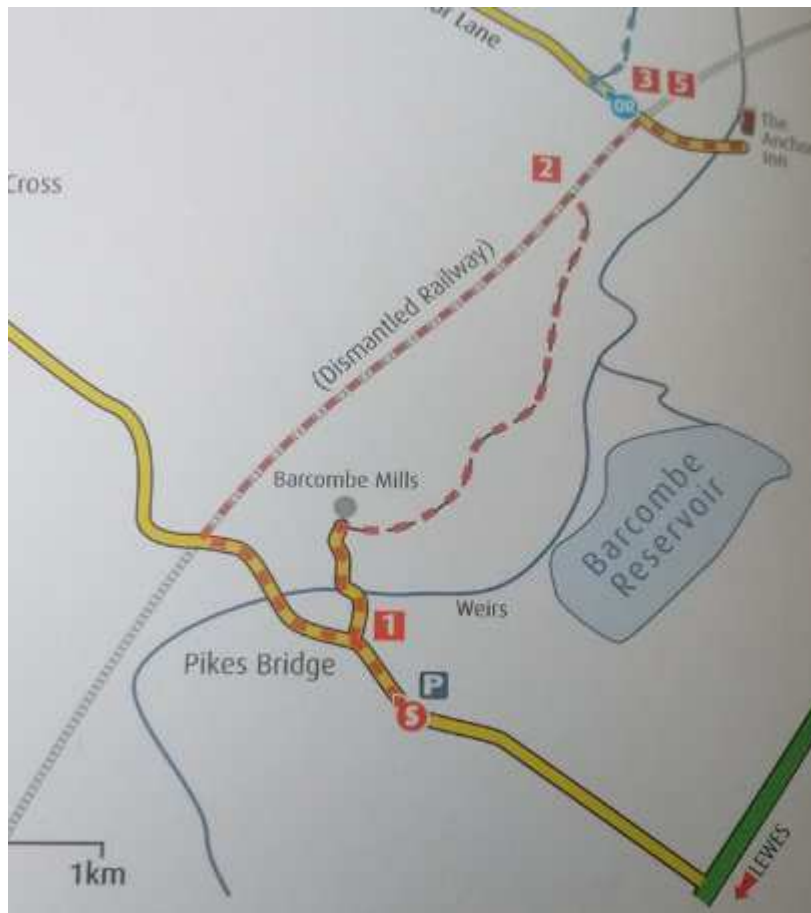 Lane
3 5
OR
The
Inn
2
Cross
(Dismantled Railway)
Barcombe Mills
Barcombe
Reservoir
Weirs
1
Pikes Bridge
P
S
1km
LEWES